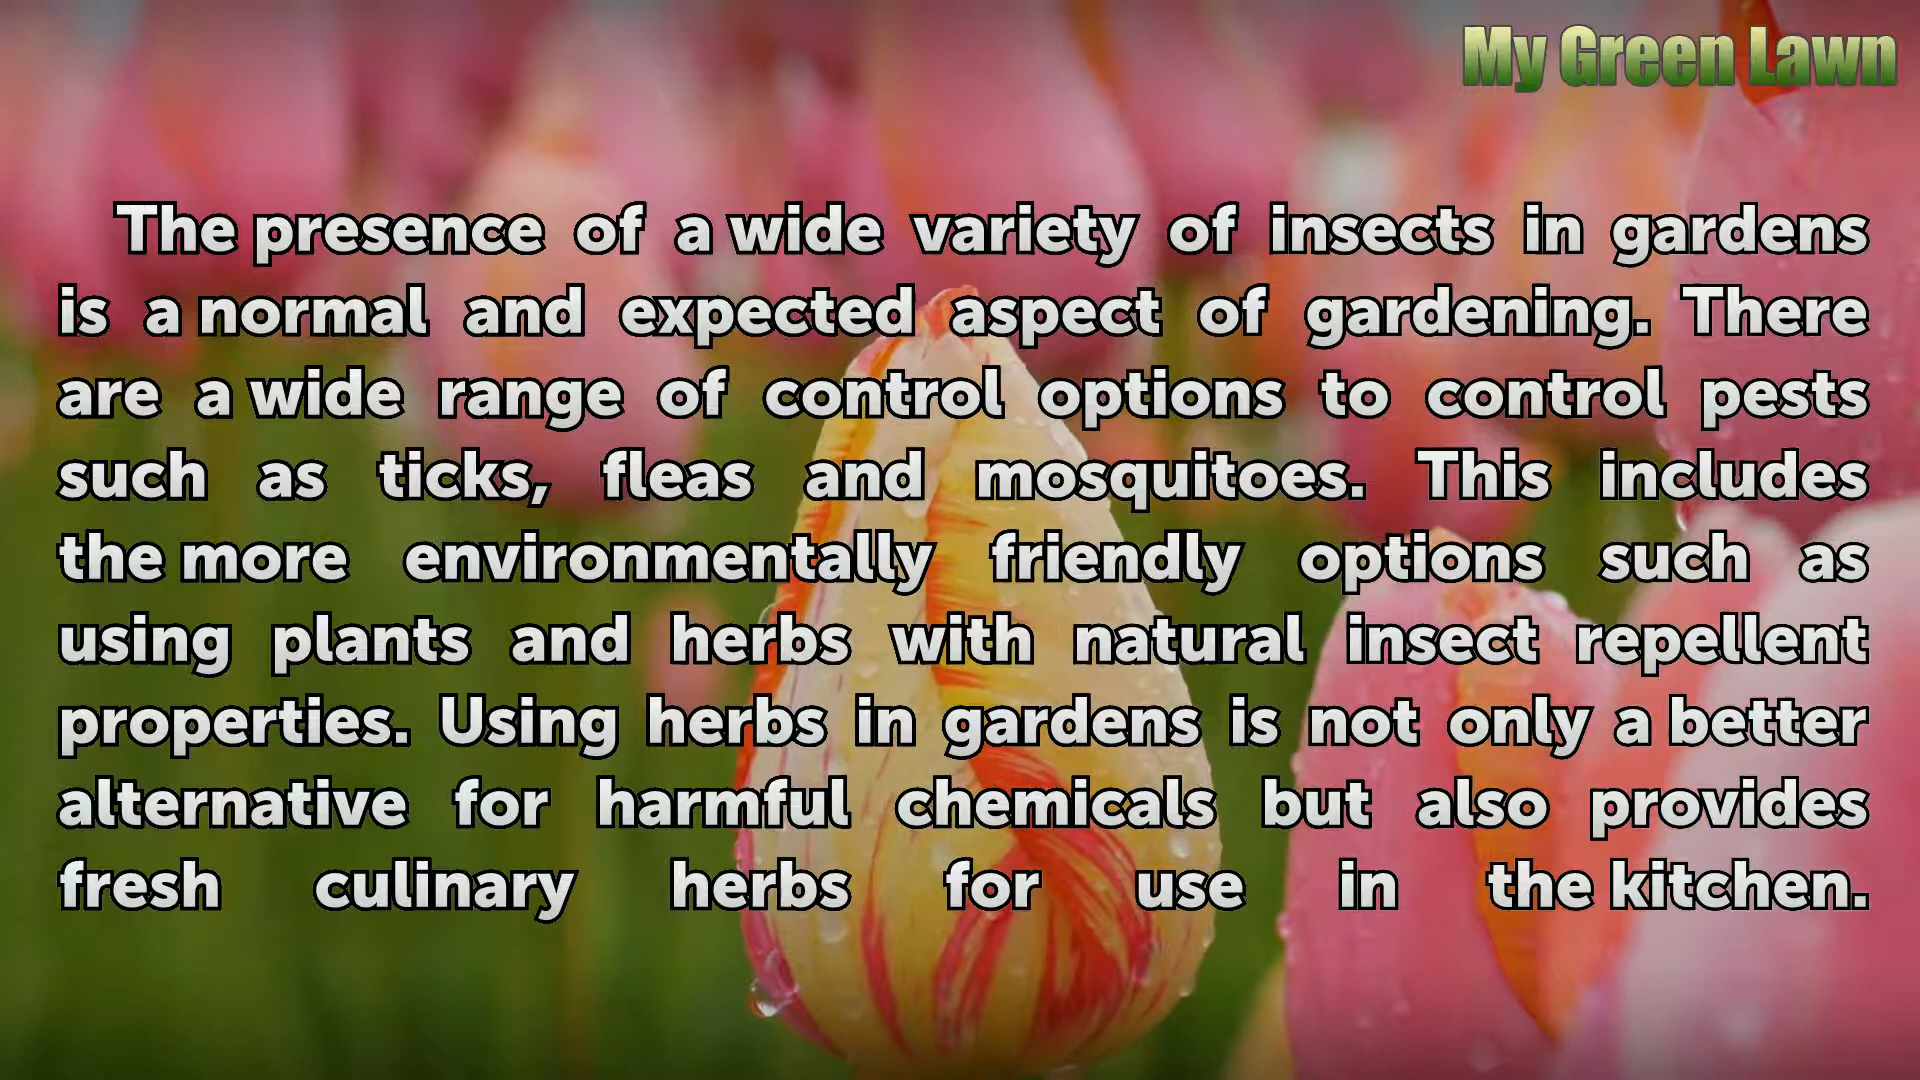 My Green Lawn
The presence of a wide variety of insects in gardens
is a normal and expected aspect of gardening. There
are a wide range of control options to control pests
such as ticks, fleas and mosquitoes. This includes
the more environmentally friendly options such as
using plants and herbs with natural insect repellent
properties. Using herbs in gardens is not only a better
alternative for harmful chemicals but also provides
fresh culinary herbs for use in the kitchen.